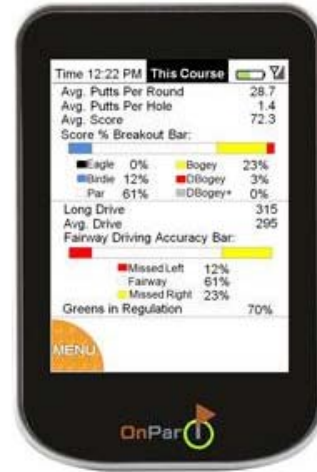 Time 12:22 PM This Course
Avg. Putts Per Round 28.7
Avg. Putts Per Hole 1.4
Avg. Score 72.3
Score % Breakout Bar:
Eagle 0% Bogey 23%
Birdie 12% DBogey 3%
Par 61% DBogey+ 0%
Long Drive 315
Avg. Drive 295
Fairway Driving Accuracy Bar:
Missed Left 12%
Fairway 61%
Missed Right 23%
Greens in Regulation 70%
MENU
OnPar